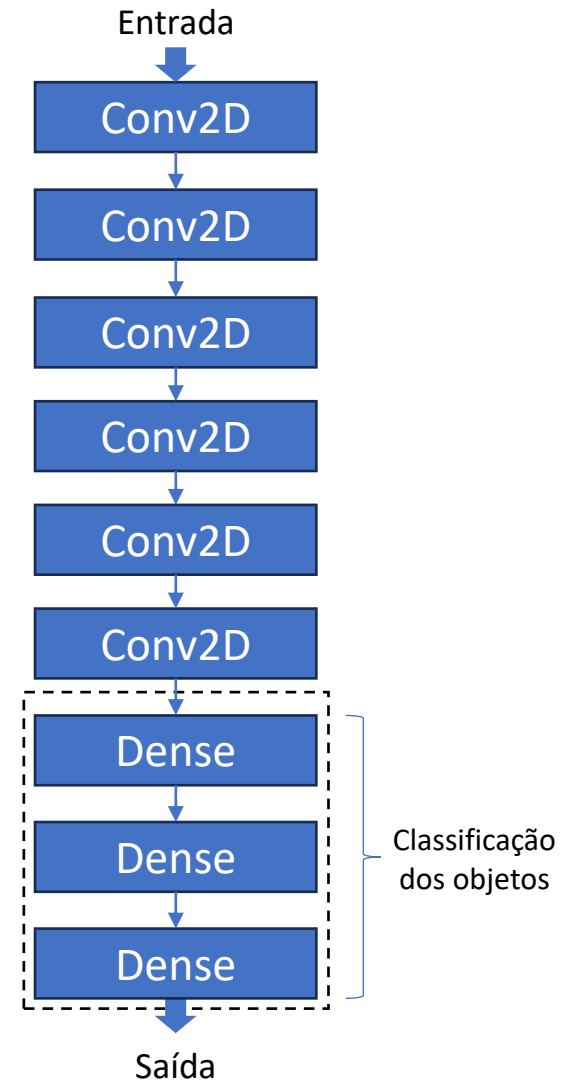 Entrada
Conv2D
Conv2D
Conv2D
Conv2D
Conv2D
Conv2D
Dense
Dense
Dense
Classificação
dos objetos
Saída